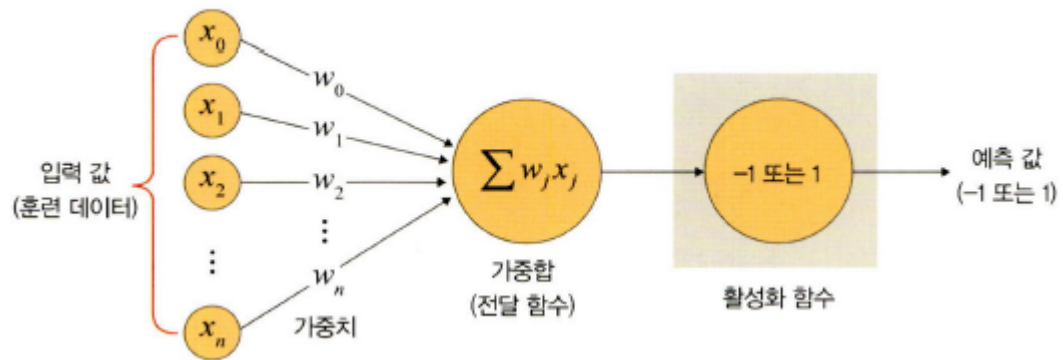 x₀
w₀
x₁
w₁
입력 값
(훈련 데이터)
x₂
w₂
⋮
⋮
wₙ
xₙ
가중치
∑ wⱼxⱼ
가중합
(전달 함수)
–1 또는 1
활성화 함수
예측 값
(–1 또는 1)